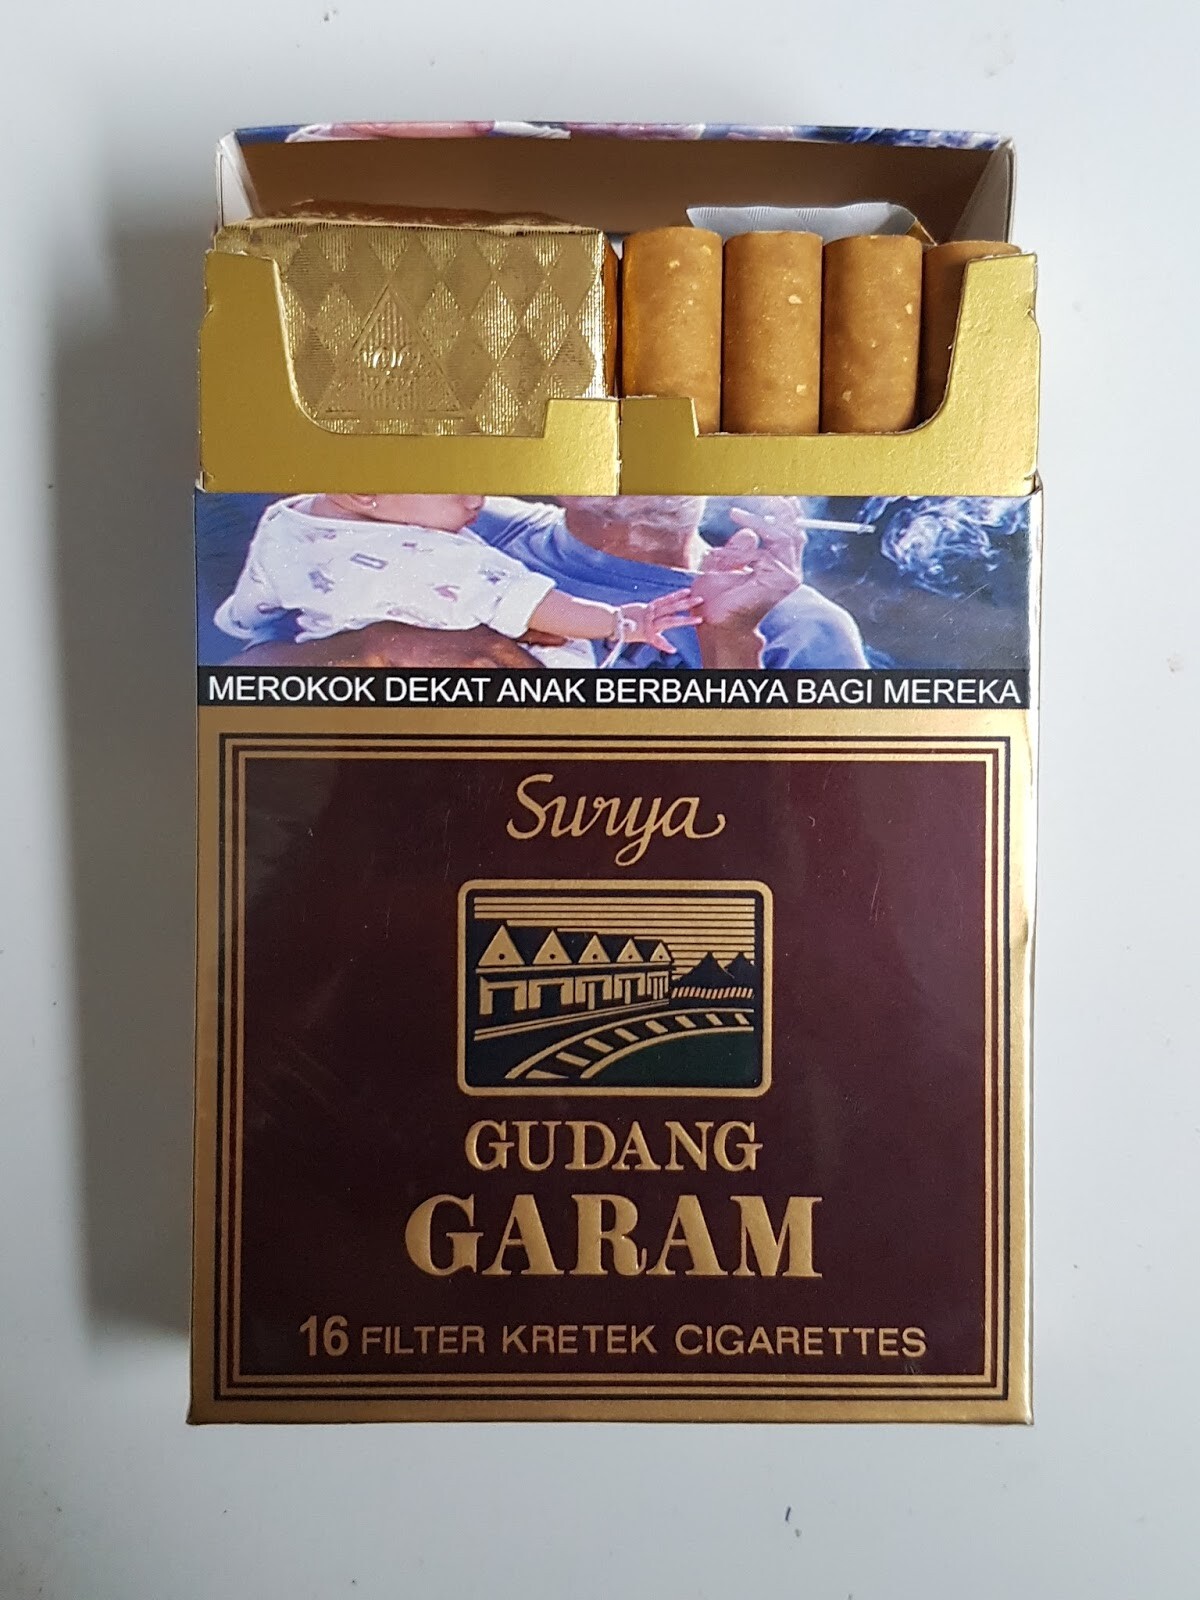 MEROKOK DEKAT ANAK BERBAHAYA BAGI MEREKA
Surya
GUDANG
GARAM
16 FILTER KRETEK CIGARETTES